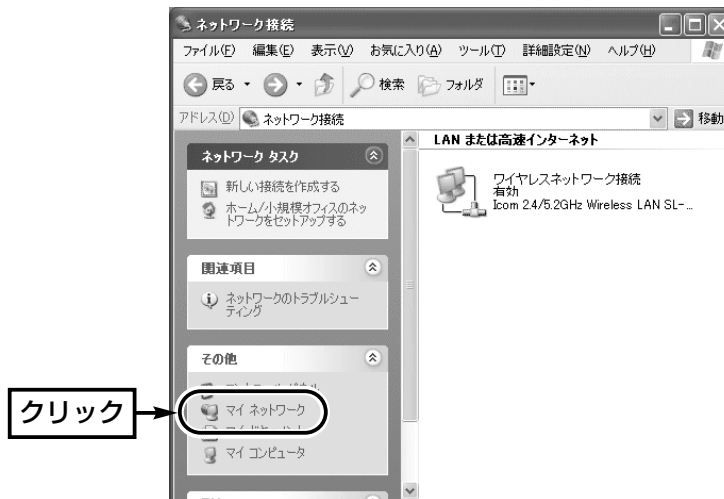 ネットワーク接続
ファイル(F) 編集(E) 表示(V) お気に入り(A) ツール(T) 詳細設定(N) ヘルプ(H)
戻る 検索 フォルダ
アドレス(D) ネットワーク接続 移動
LAN または高速インターネット
ネットワーク タスク
新しい接続を作成する
ホーム/小規模オフィスのネッ
トワークをセットアップする
ワイヤレスネットワーク接続
有効
Icom 2.4/5.2GHz Wireless LAN SL-...
関連項目
ネットワークのトラブルシュー
ティング
その他
クリック
マイ ネットワーク
マイ コンピュータ